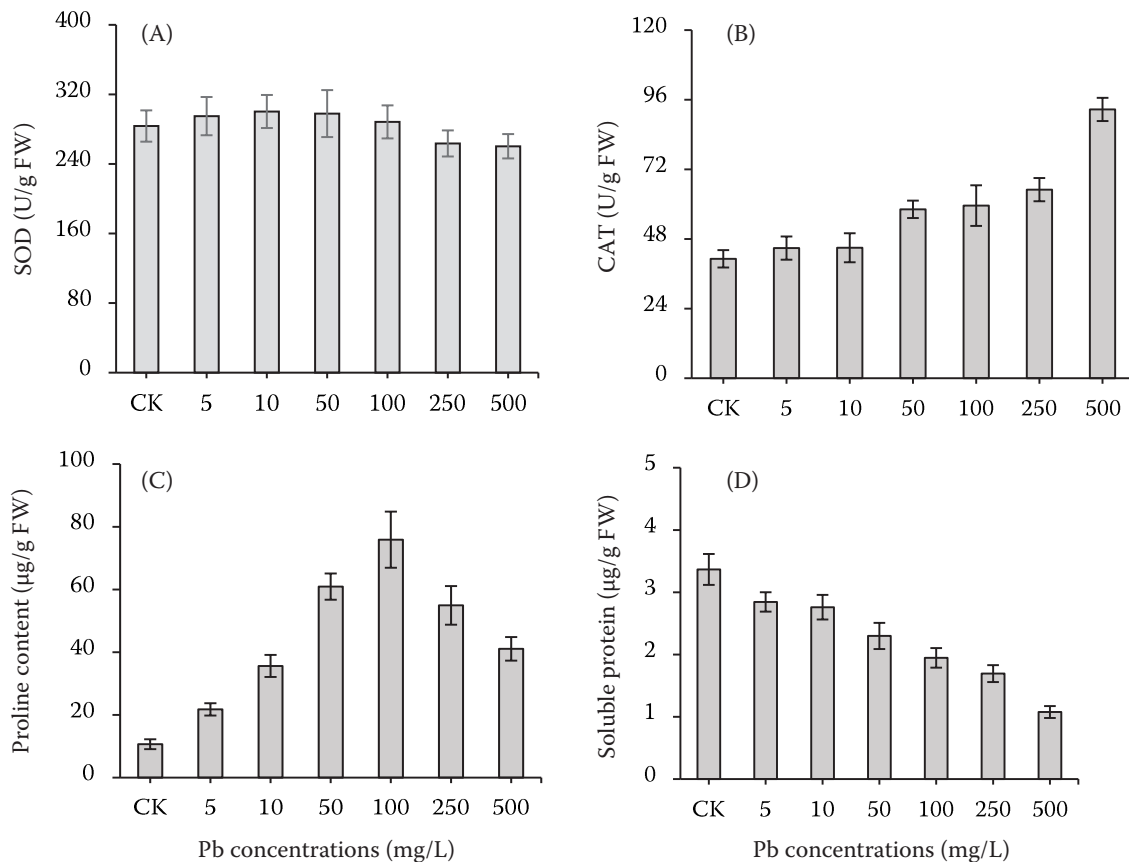 (A)
SOD (U/g FW)
400
320
240
160
80
0
CK 5 10 50 100 250 500
(B)
CAT (U/g FW)
120
96
72
48
24
0
CK 5 10 50 100 250 500
(C)
Proline content (µg/g FW)
100
80
60
40
20
0
CK 5 10 50 100 250 500
Pb concentrations (mg/L)
(D)
Soluble protein (µg/g FW)
5
4
3
2
1
0
CK 5 10 50 100 250 500
Pb concentrations (mg/L)